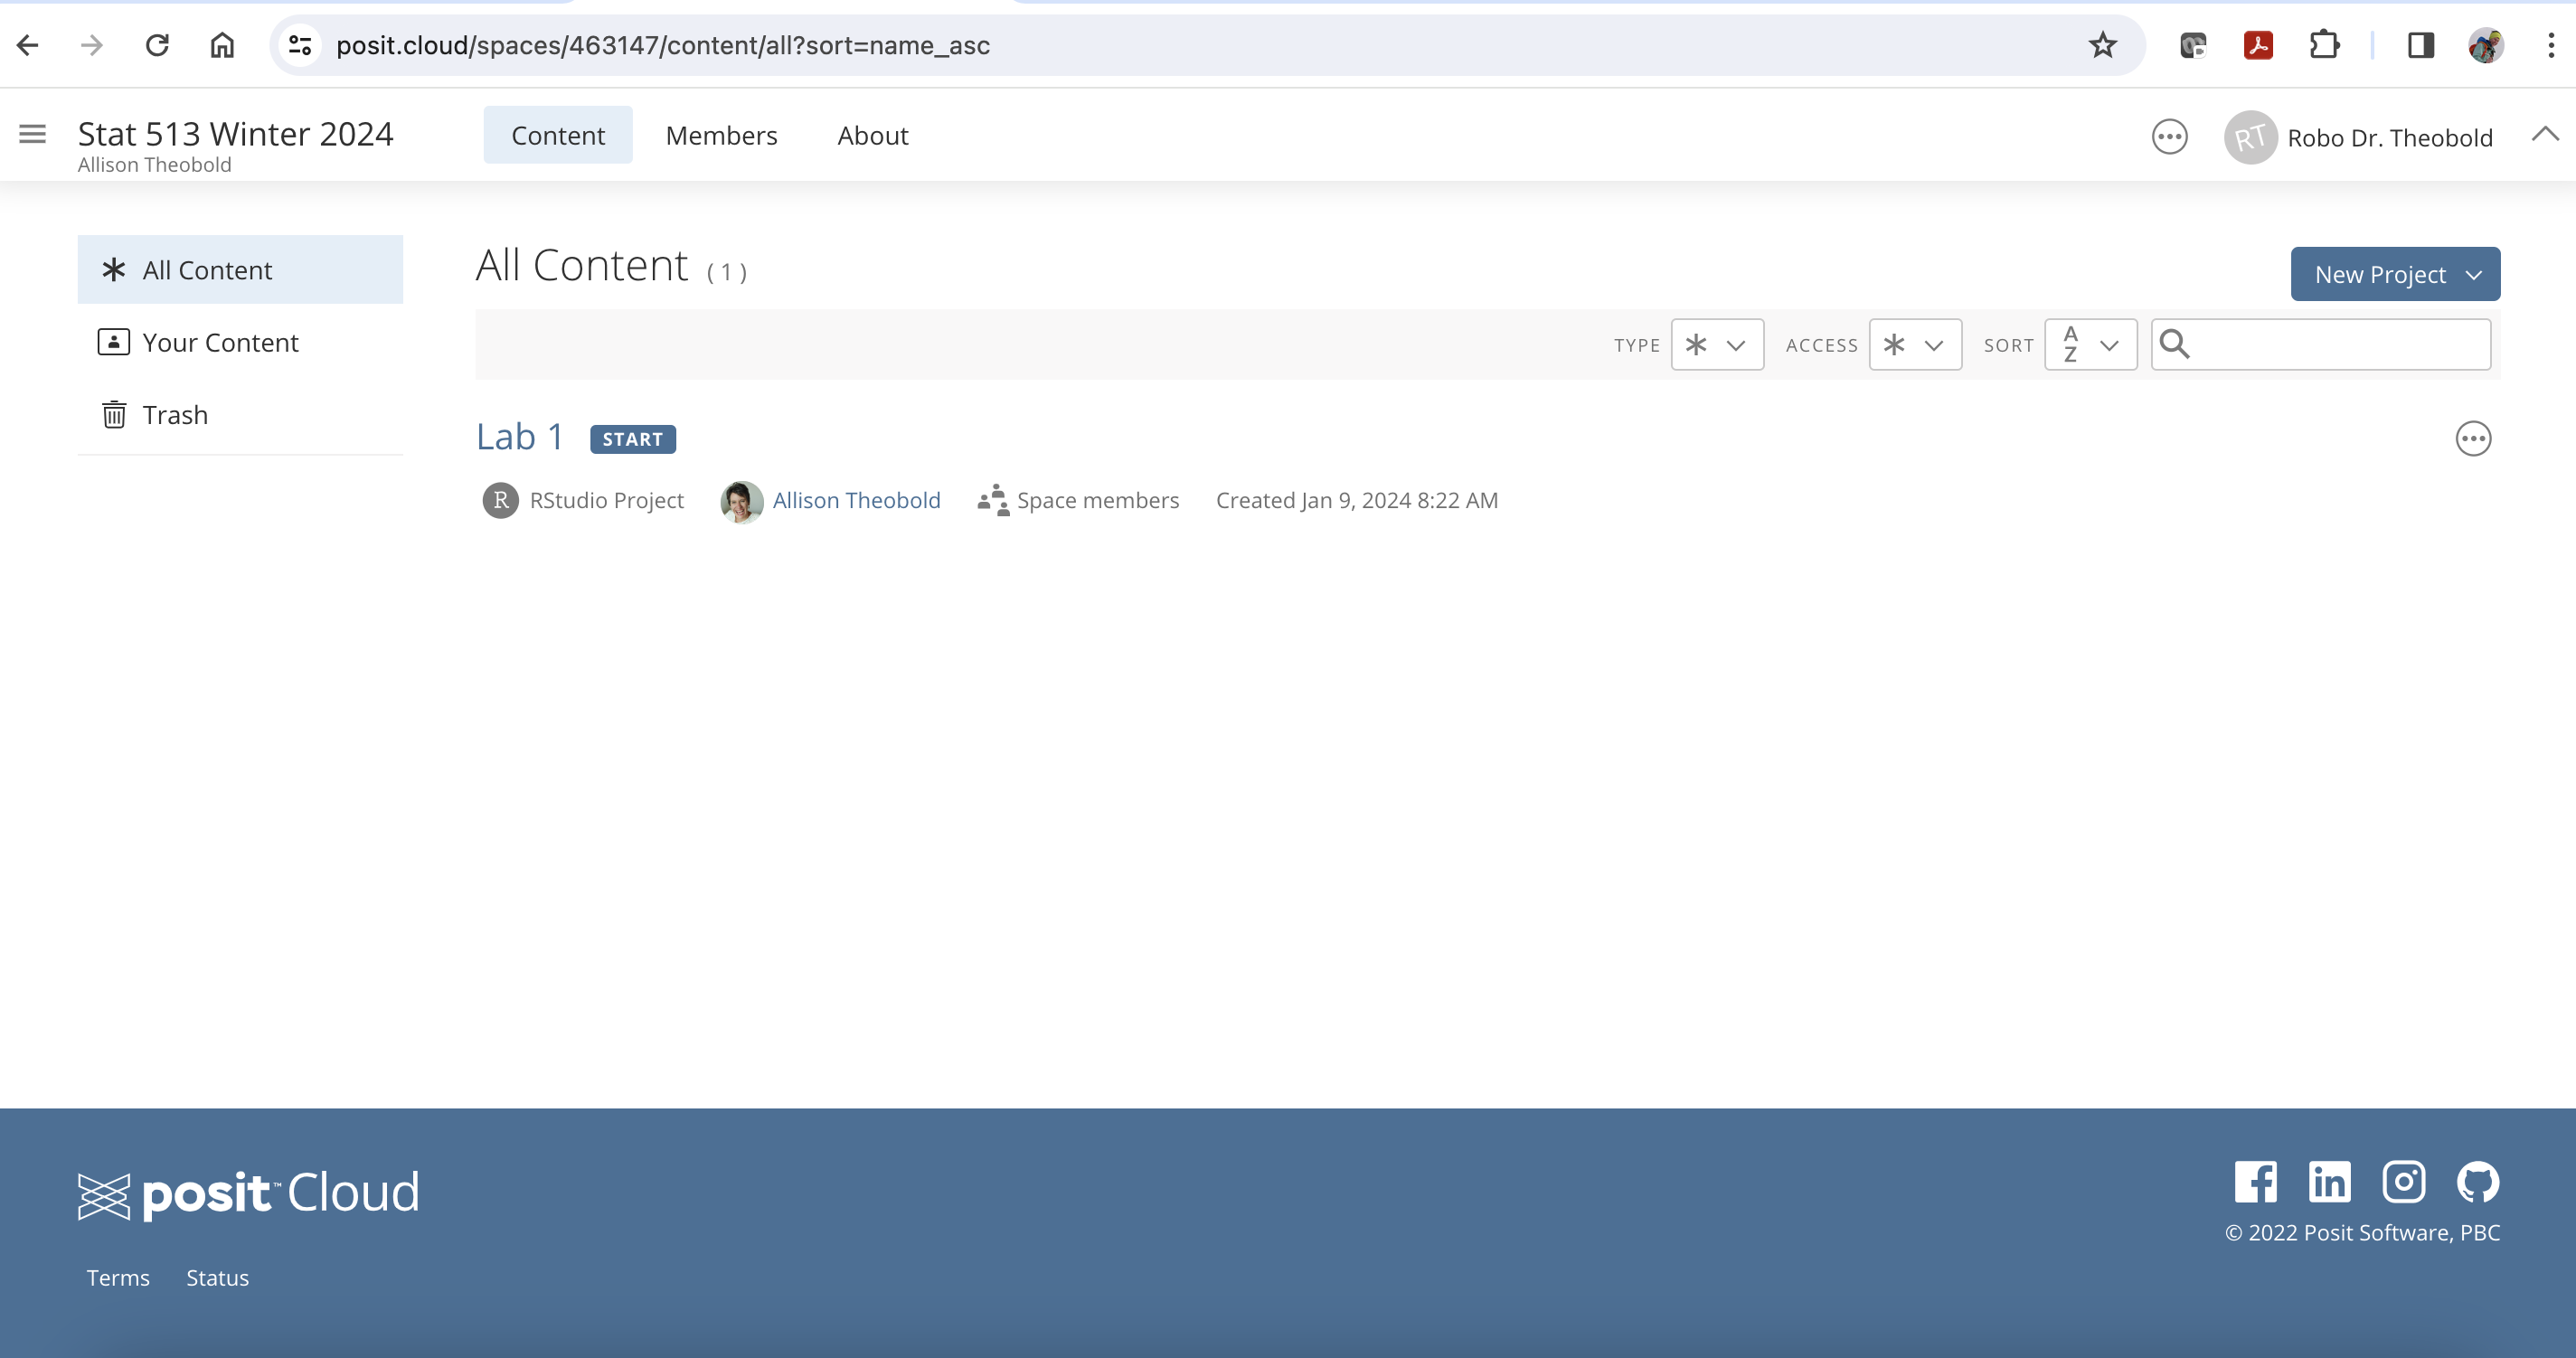 posit.cloud/spaces/463147/content/all?sort=name_asc
Stat 513 Winter 2024
Allison Theobold
Content
Members
About
RT
Robo Dr. Theobold
All Content
Your Content
Trash
All Content ( 1 )
New Project
TYPE
ACCESS
SORT
A
Z
Lab 1
START
R RStudio Project Allison Theobold Space members Created Jan 9, 2024 8:22 AM
posit™ Cloud
Terms
Status
in
© 2022 Posit Software, PBC